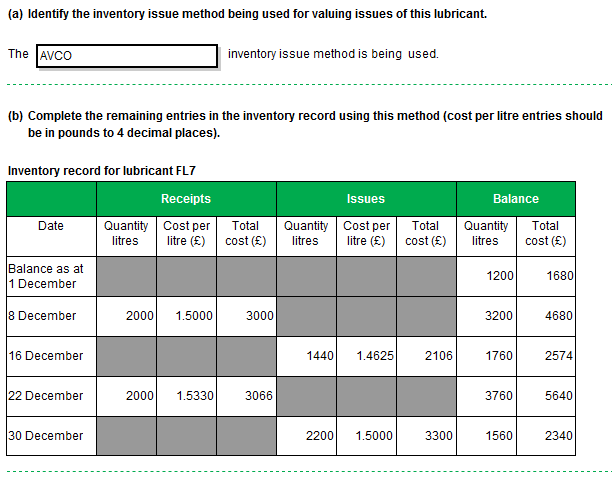 (a) Identify the inventory issue method being used for valuing issues of this lubricant.
The AVCO inventory issue method is being used.
(b) Complete the remaining entries in the inventory record using this method (cost per litre entries should
be in pounds to 4 decimal places).
Inventory record for lubricant FL7
Receipts Issues Balance
Date Quantity litres Cost per litre (£) Total cost (£) Quantity litres Cost per litre (£) Total cost (£) Quantity litres Total cost (£)
Balance as at
1 December 1200 1680
8 December 2000 1.5000 3000 3200 4680
16 December 1440 1.4625 2106 1760 2574
22 December 2000 1.5330 3066 3760 5640
30 December 2200 1.5000 3300 1560 2340